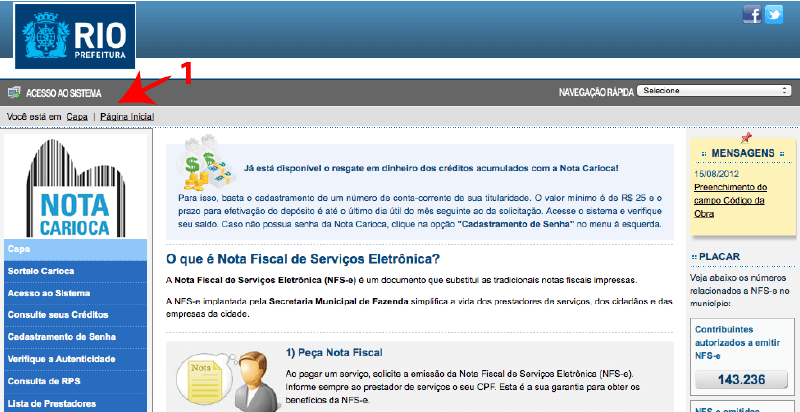 RIO
PREFEITURA
1
ACESSO AO SISTEMA
NAVEGAÇÃO RÁPIDA
Selecione
Você está em Capa | Página Inicial
NOTA
CARIOCA
Capa
Sorteio Carioca
Acesso ao Sistema
Consulte seus Créditos
Cadastramento de Senha
Verifique a Autenticidade
Consulta de RPS
Lista de Prestadores
Já está disponível o resgate em dinheiro dos créditos acumulados com a Nota Carioca!
Para isso, basta o cadastramento de um número de conta-corrente de sua titularidade. O valor mínimo é de R$ 25 e o
prazo para efetivação do depósito é até o último dia útil do mês seguinte ao da solicitação. Acesse o sistema e verifique
seu saldo. Caso não possua senha da Nota Carioca, clique na opção "Cadastramento de Senha" no menu à esquerda.
O que é Nota Fiscal de Serviços Eletrônica?
A Nota Fiscal de Serviços Eletrônica (NFS-e) é um documento que substitui as tradicionais notas fiscais impressas.
A NFS-e implantada pela Secretaria Municipal de Fazenda simplifica a vida dos prestadores de serviços, dos cidadãos e das
empresas da cidade.
Nota
1) Peça Nota Fiscal
Ao pagar um serviço, solicite a emissão da Nota Fiscal de Serviços Eletrônica (NFS-e).
Informe sempre ao prestador de serviços o seu CPF. Esta é a sua garantia para obter os
benefícios da NFS-e.
MENSAGENS
15/08/2012
Preenchimento do
campo Código da
Obra
PLACAR
Veja abaixo os números
relacionados a NFS-e no
município:
Contribuintes
autorizados a emitir
NFS-e
143.236
NFS-e emitidas